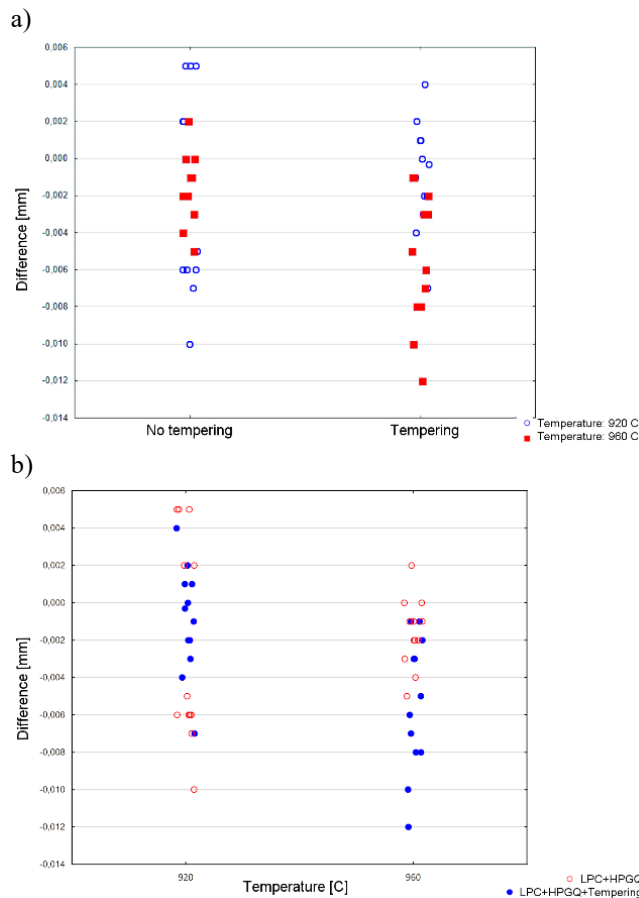 a)
0,006
0,004
0,002
0,000
-0,002
-0,004
-0,006
-0,008
-0,010
-0,012
-0,014
Difference [mm]
No tempering
Tempering
Temperature: 920 C
Temperature: 960 C
b)
0,006
0,004
0,002
0,000
-0,002
-0,004
-0,006
-0,008
-0,010
-0,012
-0,014
Difference [mm]
920
960
Temperature [C]
LPC+HPGQ
LPC+HPGQ+Tempering